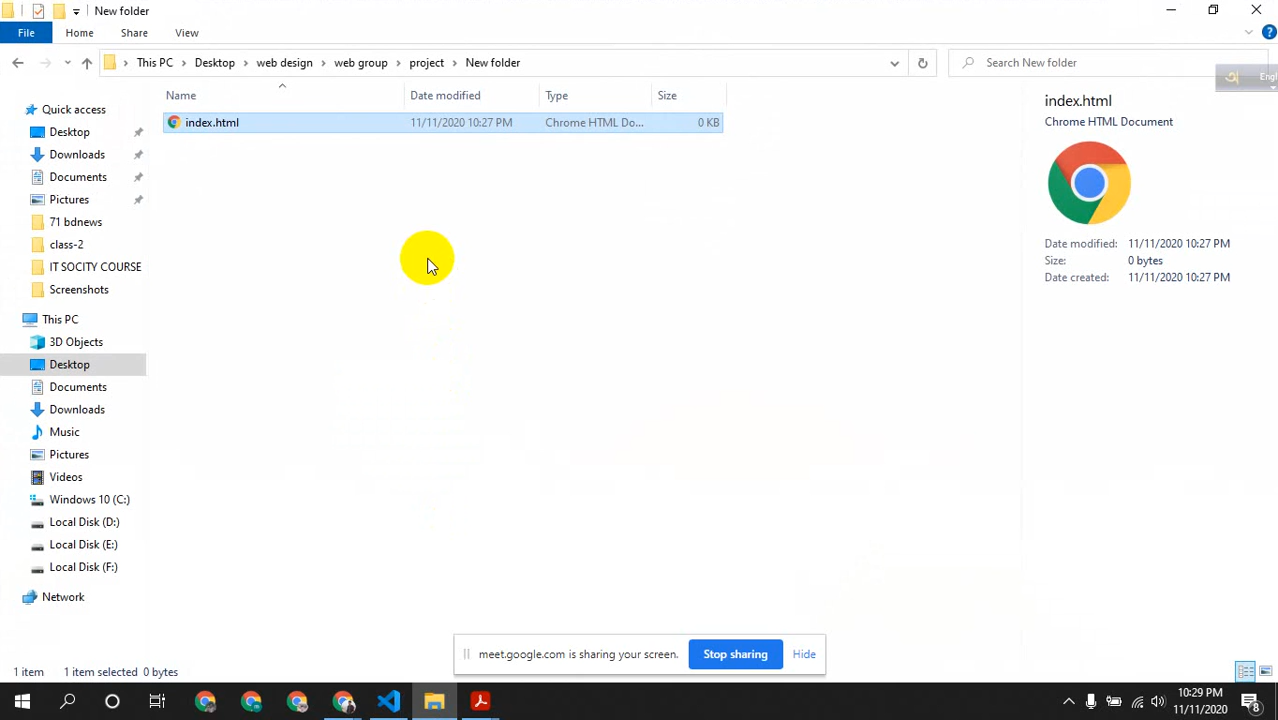 New folder
File Home Share View
This PC Desktop web design web group project New folder
Search New folder
অ Engl
Name Date modified Type Size
index.html 11/11/2020 10:27 PM Chrome HTML Do... 0 KB
Quick access
Desktop
Downloads
Documents
Pictures
71 bdnews
class-2
IT SOCITY COURSE
Screenshots
This PC
3D Objects
Desktop
Documents
Downloads
Music
Pictures
Videos
Windows 10 (C:)
Local Disk (D:)
Local Disk (E:)
Local Disk (F:)
Network
index.html
Chrome HTML Document
Date modified: 11/11/2020 10:27 PM
Size: 0 bytes
Date created: 11/11/2020 10:27 PM
meet.google.com is sharing your screen. Stop sharing Hide
1 item 1 item selected 0 bytes
10:29 PM
11/11/2020
8